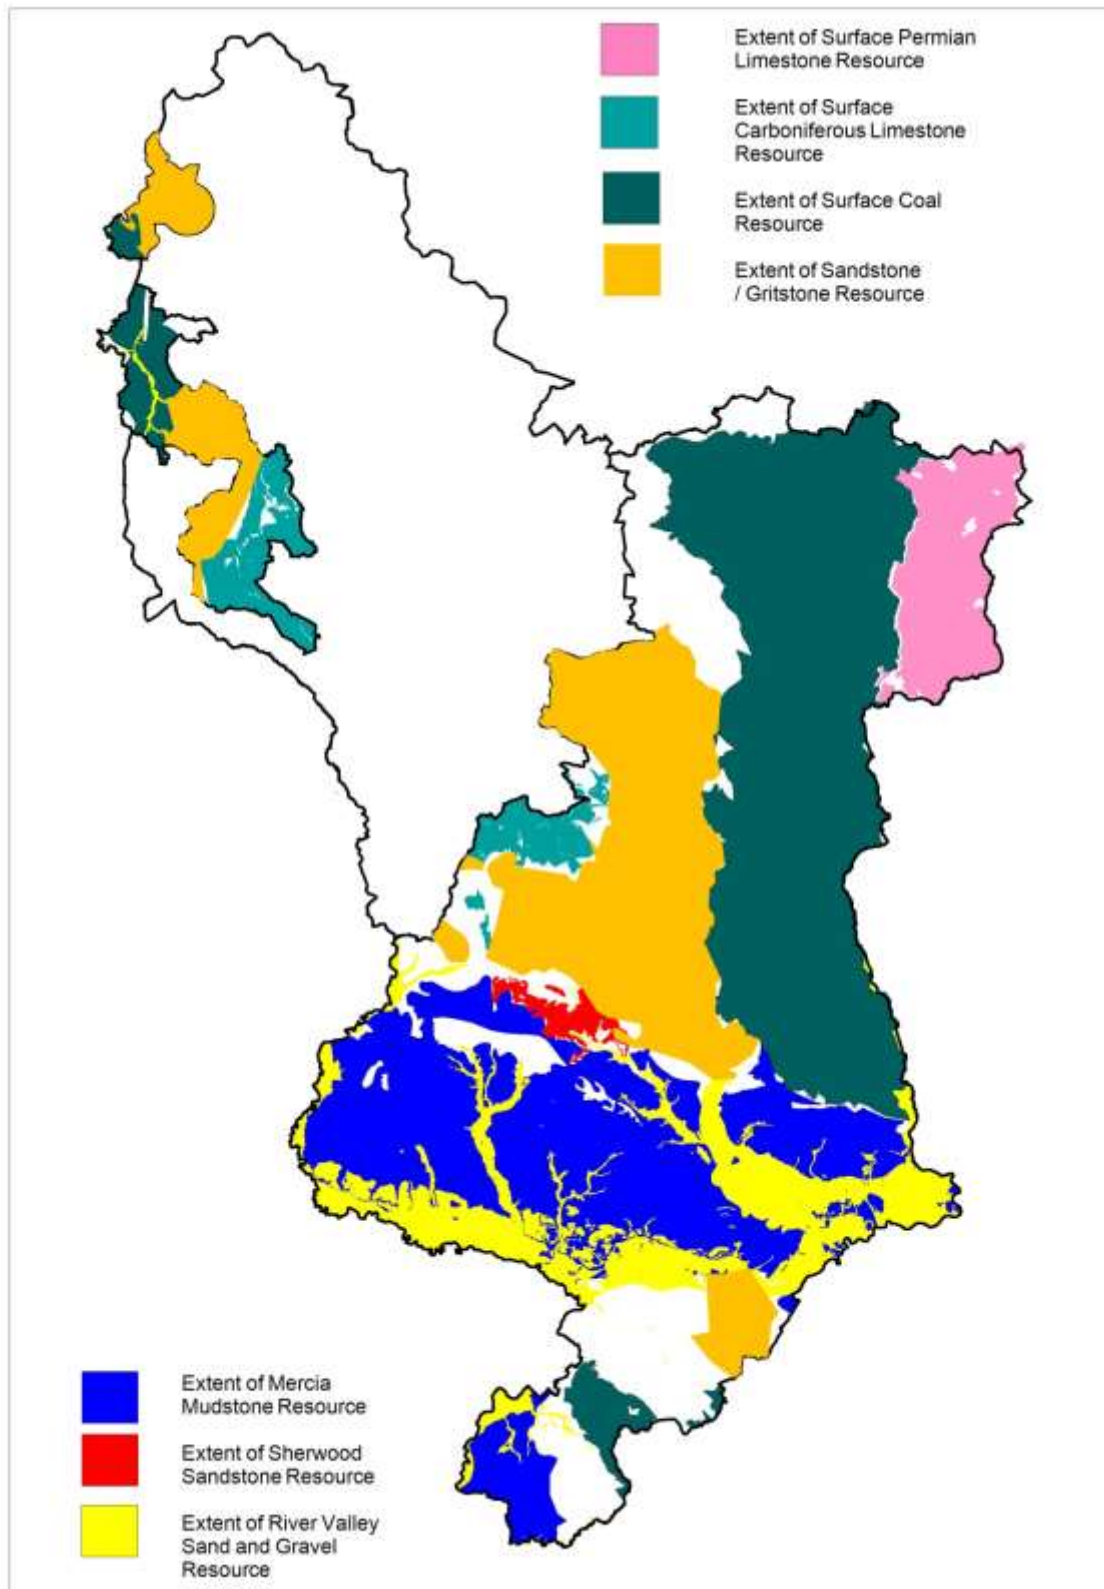 Extent of Surface Permian
Limestone Resource
Extent of Surface
Carboniferous Limestone
Resource
Extent of Surface Coal
Resource
Extent of Sandstone
/ Gritstone Resource
Extent of Mercia
Mudstone Resource
Extent of Sherwood
Sandstone Resource
Extent of River Valley
Sand and Gravel
Resource